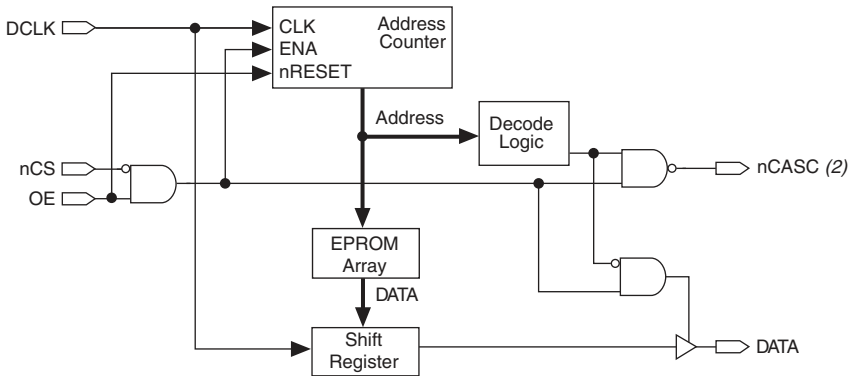 DCLK
CLK
Address
Counter
ENA
nRESET
Address
Decode
Logic
nCS
OE
nCASC (2)
EPROM
Array
DATA
Shift
Register
DATA